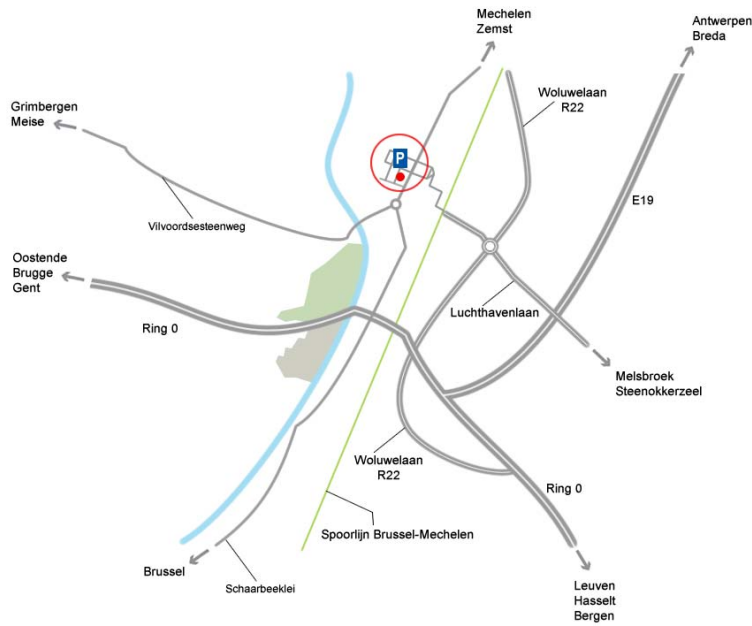 Mechelen
Zemst
Antwerpen
Breda
Woluwelaan
R22
Grimbergen
Meise
P
E19
Vilvoordsesteenweg
Oostende
Brugge
Gent
Luchthavenlaan
Ring 0
Melsbroek
Steenokkerzeel
Woluwelaan
R22
Ring 0
Spoorlijn Brussel-Mechelen
Brussel
Schaarbeeklei
Leuven
Hasselt
Bergen